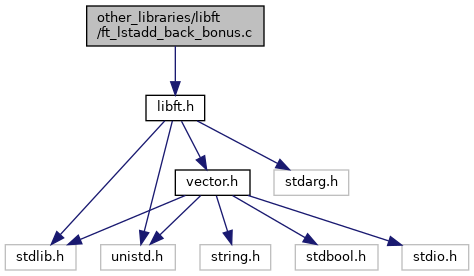 other_libraries/libft
/ft_lstadd_back_bonus.c
libft.h
vector.h
stdarg.h
stdlib.h
unistd.h
string.h
stdbool.h
stdio.h